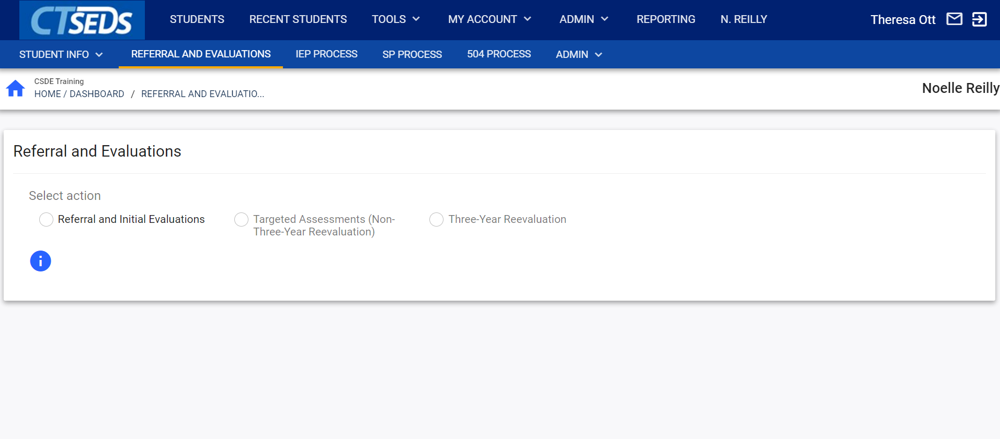 CTSEDS STUDENTS RECENT STUDENTS TOOLS MY ACCOUNT ADMIN REPORTING N. REILLY Theresa Ott
STUDENT INFO REFERRAL AND EVALUATIONS IEP PROCESS SP PROCESS 504 PROCESS ADMIN
CSDE Training
HOME / DASHBOARD / REFERRAL AND EVALUATIO...
Noelle Reilly
Referral and Evaluations
Select action
Referral and Initial Evaluations
Targeted Assessments (Non-
Three-Year Reevaluation)
Three-Year Reevaluation